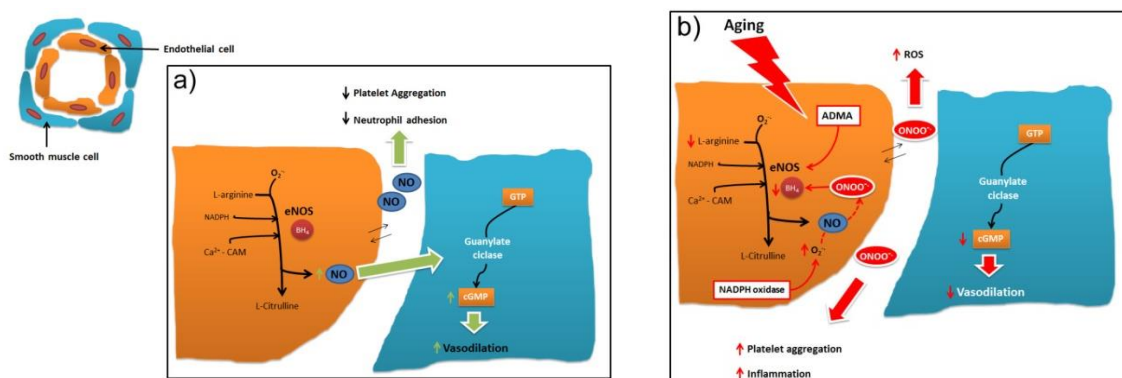 Endothelial cell
Smooth muscle cell
a)
↓ Platelet Aggregation
↓ Neutrophil adhesion
NO
NO
O₂·-
L-arginine
NADPH
Ca²⁺ - CAM
eNOS
BH₄
↑ NO
L-Citrulline
GTP
Guanylate
ciclase
↑ cGMP
↑ Vasodilation
b)
Aging
↑ ROS
ADMA
ONOO·-
O₂·-
↓ L-arginine
NADPH
Ca²⁺ - CAM
eNOS
↓ BH₄
ONOO·-
NO
↑ O₂·-
L-Citrulline
NADPH oxidase
ONOO·-
GTP
Guanylate
ciclase
↓ cGMP
↓ Vasodilation
↑ Platelet aggregation
↑ Inflammation